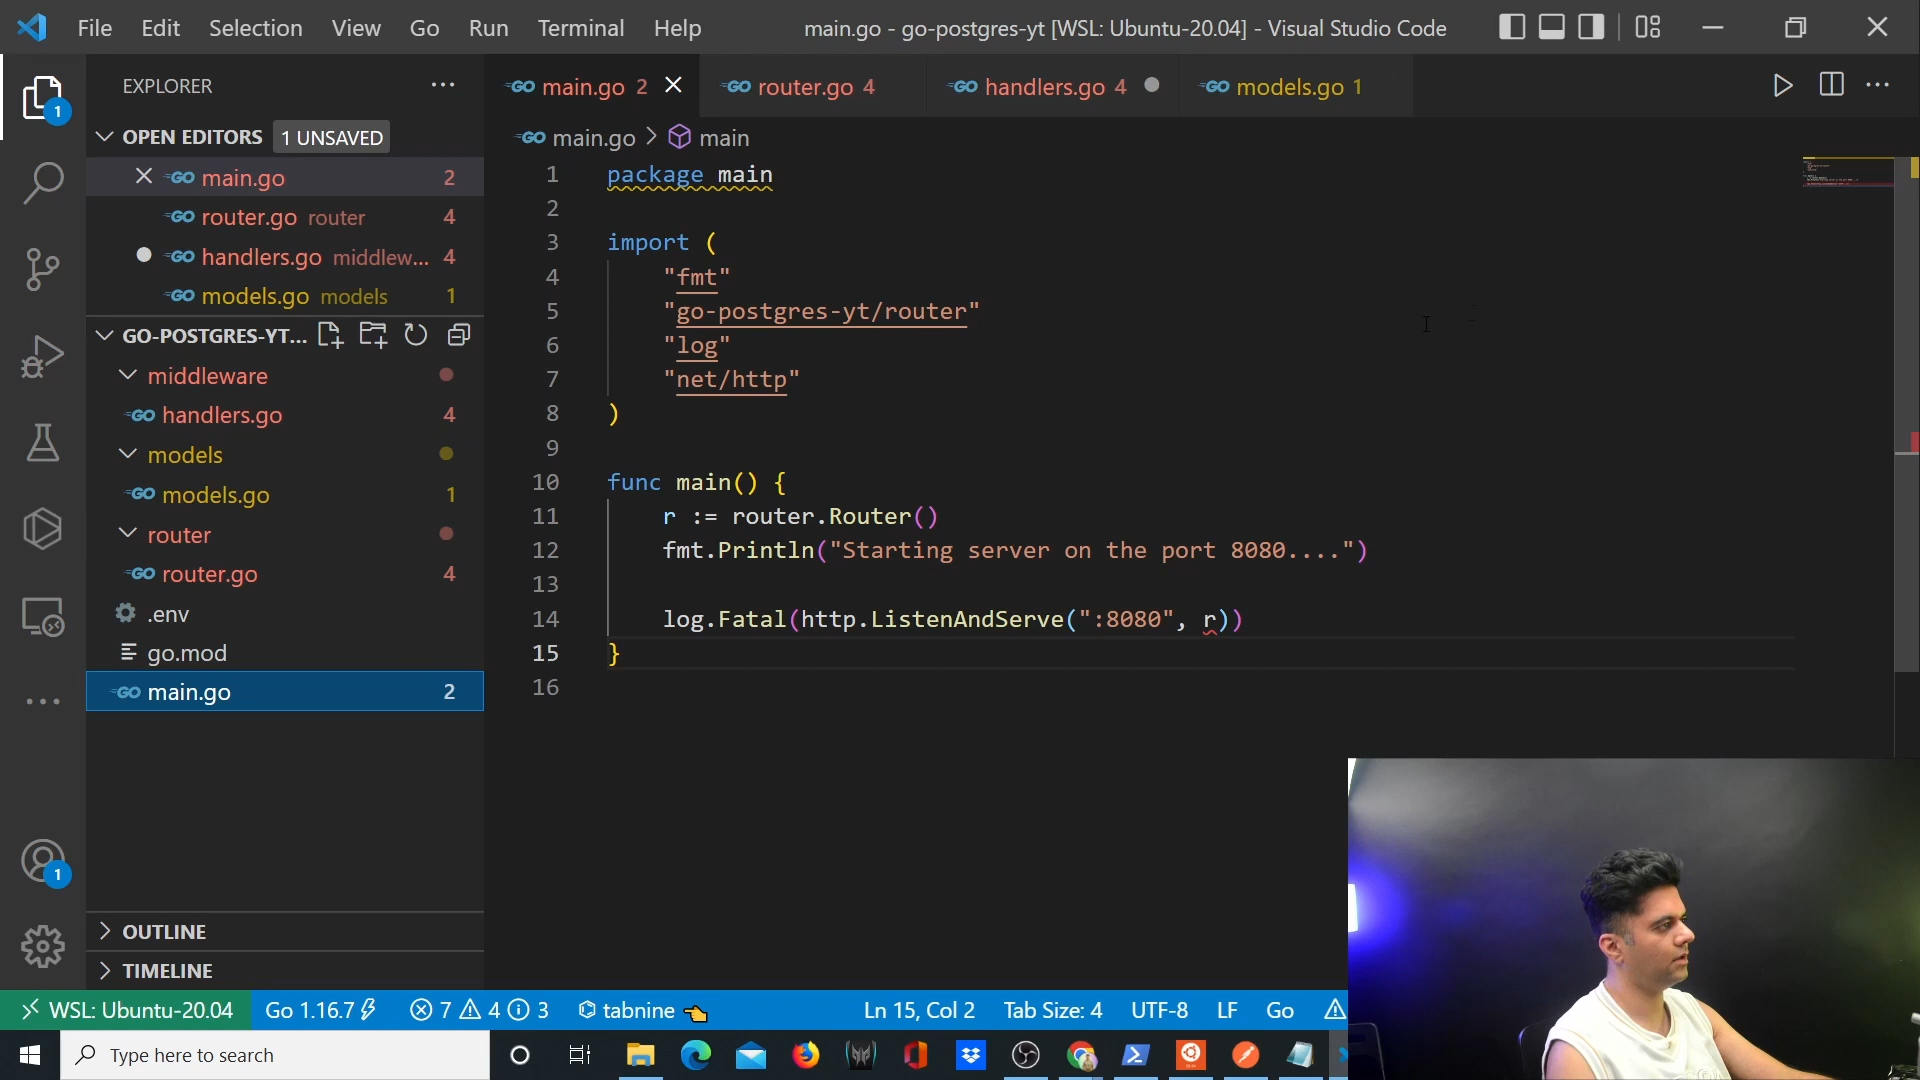 File Edit Selection View Go Run Terminal Help
main.go - go-postgres-yt [WSL: Ubuntu-20.04] - Visual Studio Code
EXPLORER
OPEN EDITORS 1 UNSAVED
main.go 2
router.go router 4
handlers.go middlew... 4
models.go models 1
GO-POSTGRES-YT...
middleware
handlers.go 4
models
models.go 1
router
router.go 4
.env
go.mod
main.go 2
OUTLINE
TIMELINE
1
1
main.go 2 router.go 4 handlers.go 4 models.go 1
main.go > main
1 package main
2
3 import (
4 "fmt"
5 "go-postgres-yt/router"
6 "log"
7 "net/http"
8 )
9
10 func main() {
11 r := router.Router()
12 fmt.Println("Starting server on the port 8080....")
13
14 log.Fatal(http.ListenAndServe(":8080", r))
15 }
16
WSL: Ubuntu-20.04 Go 1.16.7 7 4 3 tabnine Ln 15, Col 2 Tab Size: 4 UTF-8 LF Go
Type here to search